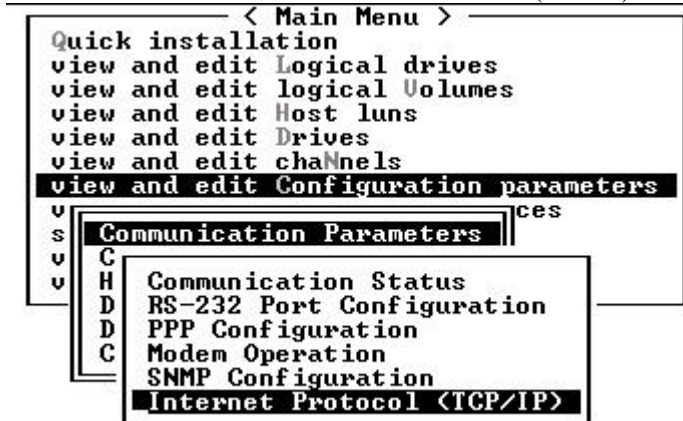 < Main Menu >
Quick installation
view and edit Logical drives
view and edit logical Volumes
view and edit Host luns
view and edit Drives
view and edit chaNnels
view and edit Configuration parameters
v ces
s Communication Parameters
v C
v H Communication Status
D RS-232 Port Configuration
D PPP Configuration
C Modem Operation
SNMP Configuration
Internet Protocol (TCP/IP)